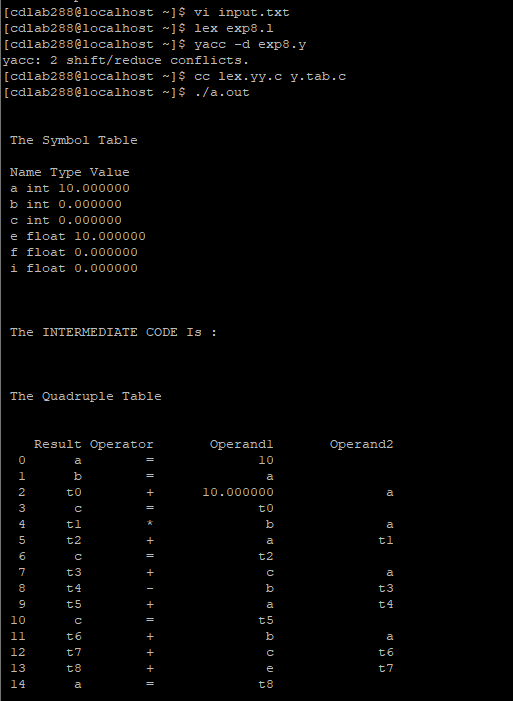 [cdlab288@localhost ~]$ vi input.txt
[cdlab288@localhost ~]$ lex exp8.l
[cdlab288@localhost ~]$ yacc -d exp8.y
yacc: 2 shift/reduce conflicts.
[cdlab288@localhost ~]$ cc lex.yy.c y.tab.c
[cdlab288@localhost ~]$ ./a.out
The Symbol Table
Name Type Value
a int 10.000000
b int 0.000000
c int 0.000000
e float 10.000000
f float 0.000000
i float 0.000000
The INTERMEDIATE CODE Is :
The Quadruple Table
Result Operator Operand1 Operand2
0 a = 10
1 b = a
2 t0 + 10.000000 a
3 c = t0
4 t1 * b a
5 t2 + a t1
6 c = t2
7 t3 + c a
8 t4 - b t3
9 t5 + a t4
10 c = t5
11 t6 + b a
12 t7 + c t6
13 t8 + e t7
14 a = t8